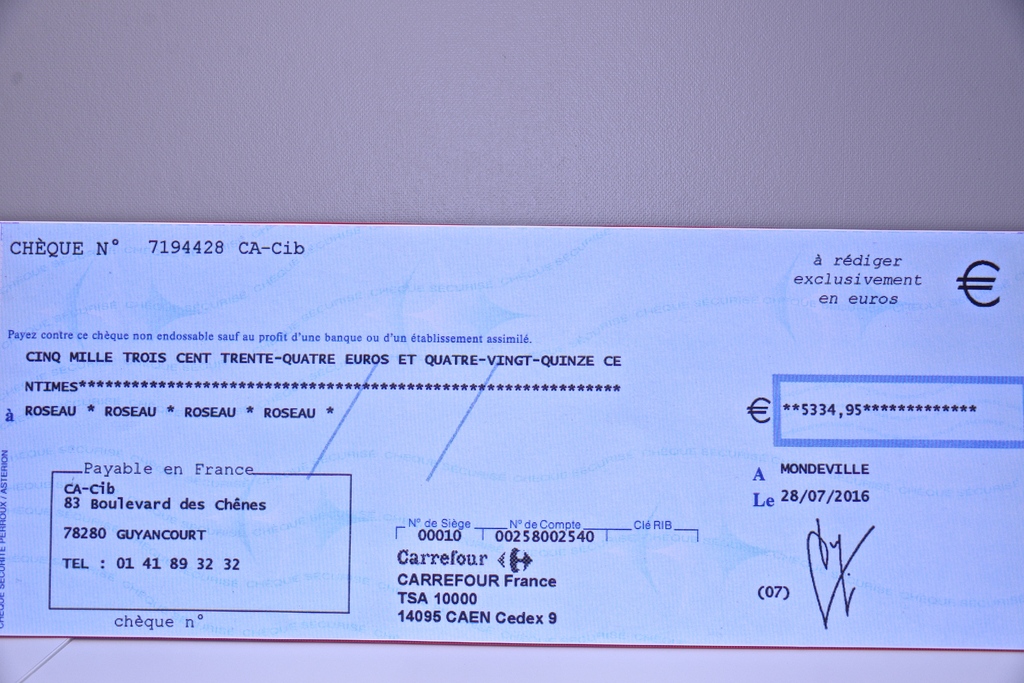 CHÈQUE N° 7194428 CA-Cib
à rédiger
exclusivement
en euros
€
Payez contre ce chèque non endossable sauf au profit d'une banque ou d'un établissement assimilé.
CINQ MILLE TROIS CENT TRENTE-QUATRE EUROS ET QUATRE-VINGT-QUINZE CE
NTIMES*************************************************************
à ROSEAU * ROSEAU * ROSEAU * ROSEAU *
€ **5334,95*************
A MONDEVILLE
Le 28/07/2016
Payable en France
CA-Cib
83 Boulevard des Chênes
78280 GUYANCOURT
TEL : 01 41 89 32 32
chèque n°
N° de Siège N° de Compte Clé RIB
00010 00258002540
Carrefour
CARREFOUR France
TSA 10000
14095 CAEN Cedex 9
(07)
CHEQUE SECURITE PERROUX / ASTERION